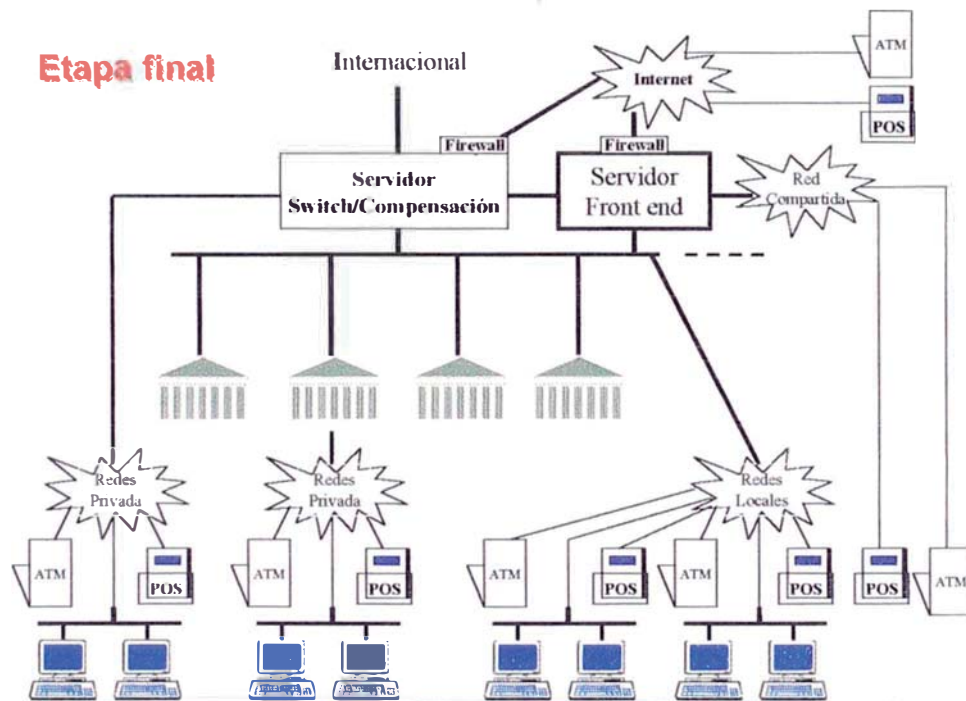 Etapa final
Internacional
Internet
ATM
POS
Firewall
Firewall
Servidor
Switch/Compensación
Servidor
Front end
Red
Compartida
Redes
Privada
Redes
Privada
Redes
Locales
ATM
POS
ATM
POS
ATM
POS
ATM
POS
POS
ATM